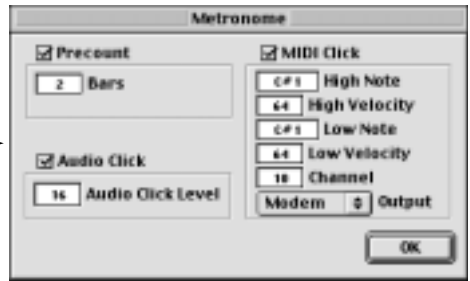 Metronome
Precount
2 Bars
Audio Click
16 Audio Click Level
MIDI Click
C#1 High Note
64 High Velocity
C#1 Low Note
64 Low Velocity
10 Channel
Modem Output
OK